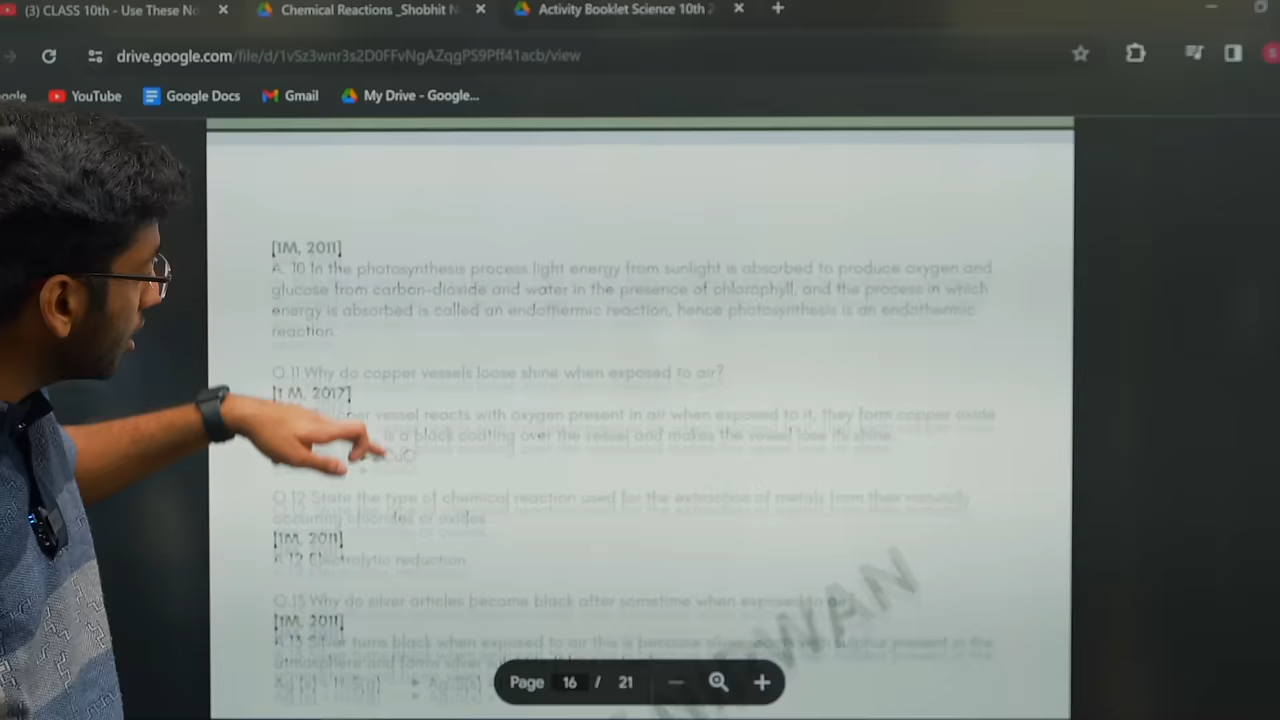 (3) CLASS 10th - Use These No
Chemical Reactions _Shobhit N
Activity Booklet Science 10th 2
drive.google.com/file/d/1vSz3wnr3s2D0FFvNgAZqgPS9Pff41acb/view
ogle
YouTube
Google Docs
Gmail
My Drive - Google...
[1M, 2011]
A. 10 In the photosynthesis process light energy from sunlight is absorbed to produce oxygen and
glucose from carbon-dioxide and water in the presence of chlorophyll, and the process in which
energy is absorbed is called an endothermic reaction, hence photosynthesis is an endothermic
reaction.
Q.11 Why do copper vessels loose shine when exposed to air?
[1 M, 2017]
per vessel reacts with oxygen present in air when exposed to it, they form copper oxide
is a black coating over the vessel and makes the vessel lose its shine.
CuO
Q.12 State the type of chemical reaction used for the extraction of metals from their naturally
occurring chlorides or oxides
[1M, 2011]
A.12 Electrolytic reduction
Q.13 Why do silver articles become black after sometime when exposed to air
[1M, 2011]
A.13 Silver turns black when exposed to air this is because silver sulphur present in the
atmosphere and forms silver
WAN
Page 16 / 21